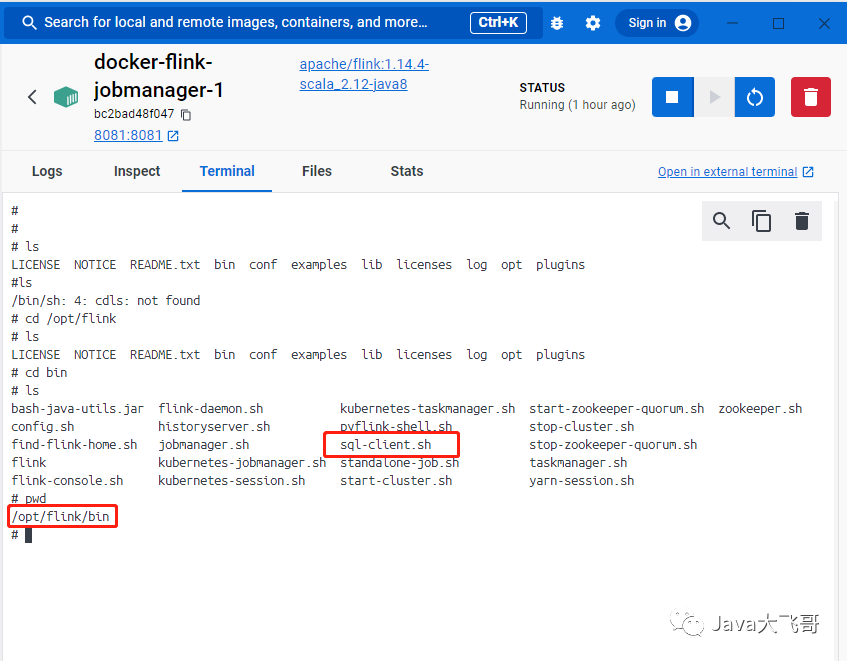 Search for local and remote images, containers, and more... Ctrl+K Sign in
docker-flink-
jobmanager-1
bc2bad48f047
8081:8081
apache/flink:1.14.4-
scala_2.12-java8
STATUS
Running (1 hour ago)
Logs Inspect Terminal Files Stats Open in external terminal
#
#
# ls
LICENSE NOTICE README.txt bin conf examples lib licenses log opt plugins
#ls
/bin/sh: 4: cdls: not found
# cd /opt/flink
# ls
LICENSE NOTICE README.txt bin conf examples lib licenses log opt plugins
# cd bin
# ls
bash-java-utils.jar flink-daemon.sh kubernetes-taskmanager.sh start-zookeeper-quorum.sh zookeeper.sh
config.sh historyserver.sh pyflink-shell.sh stop-cluster.sh
find-flink-home.sh jobmanager.sh sql-client.sh stop-zookeeper-quorum.sh
flink kubernetes-jobmanager.sh standalone-job.sh taskmanager.sh
flink-console.sh kubernetes-session.sh start-cluster.sh yarn-session.sh
# pwd
/opt/flink/bin
#
Java大飞哥